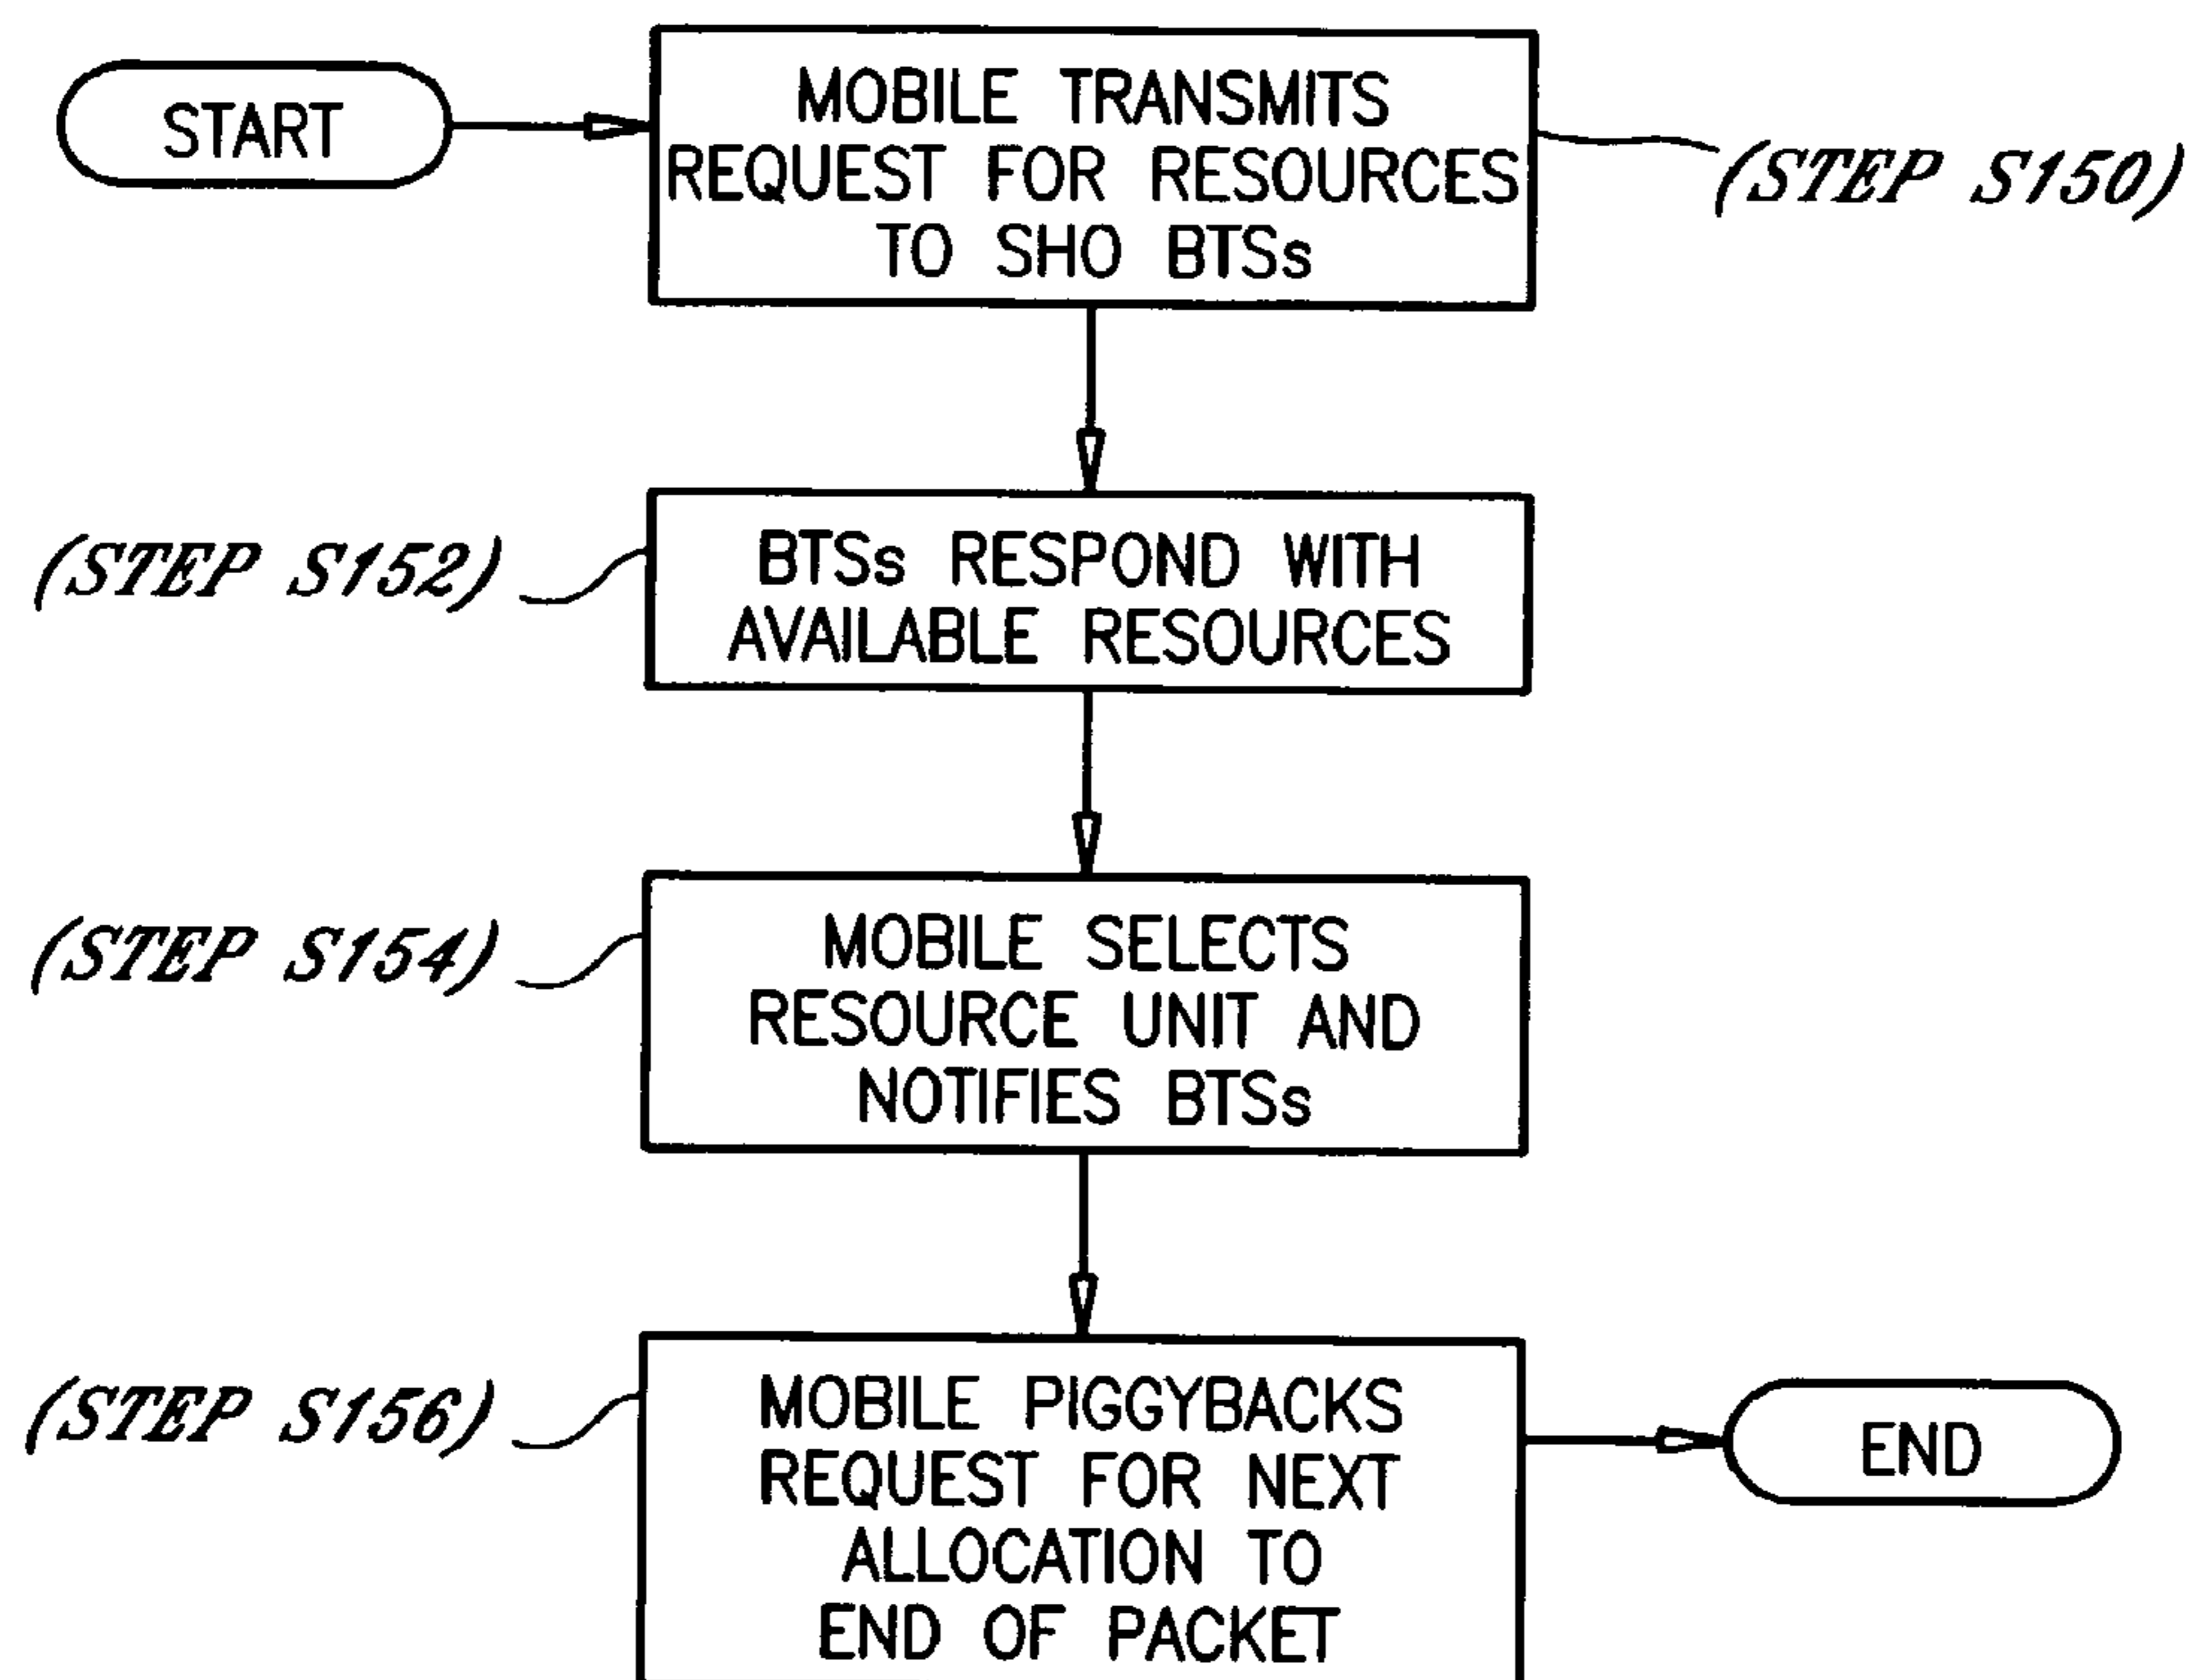 START
MOBILE TRANSMITS
REQUEST FOR RESOURCES
TO SHO BTSs
(STEP S150)
(STEP S152)
BTSs RESPOND WITH
AVAILABLE RESOURCES
(STEP S154)
MOBILE SELECTS
RESOURCE UNIT AND
NOTIFIES BTSs
(STEP S156)
MOBILE PIGGYBACKS
REQUEST FOR NEXT
ALLOCATION TO
END OF PACKET
END